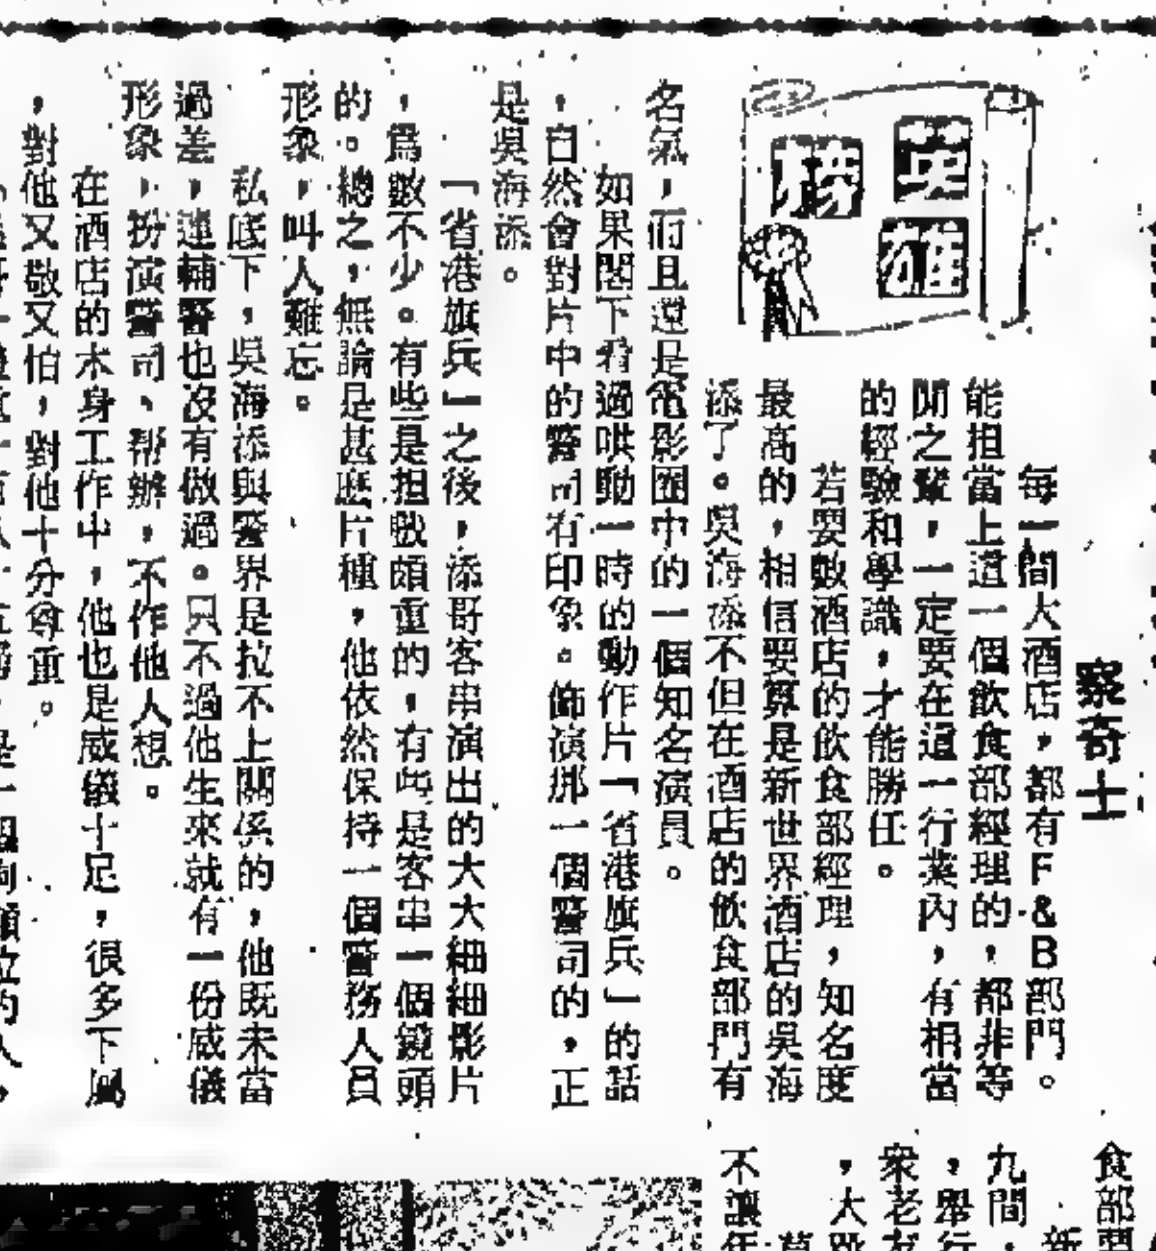 英雄榜
察奇士
每一間大酒店,都有F&B部門。
能担當上這一個飲食部經理的,都非等
閒之輩,一定要在這一行業內,有相當
的經驗和學識,才能勝任。
若要數酒店的飲食部經理,知名度
最高的,相信要算是新世界酒店的吳海
添了。吳海添不但在酒店的飲食部門有
名氣,而且還是電影圈中的一個知名演員。
如果閣下看過哄動一時的動作片「省港旗兵」的話
,自然會對片中的警司有印象。飾演那一個警司的,正
是吳海添。
「省港旗兵」之後,添哥客串演出的大大細細影片
,爲數不少。有些是担戲頗重的,有些是客串一個鏡頭
的。總之,無論是甚麽片種,他依然保持一個警務人員
形象,叫人難忘。
私底下,吳海添與警界是拉不上關係的,他既未當
過差,連輔警也沒有做過。只不過他生來就有一份威儀
形象,扮演警司、帮辦,不作他人想。
在酒店的本身工作中,他也是威儀十足,很多下屬
,對他又敬又怕,對他十分尊重。
食部
九間
,舉行
衆老友
,大
不讓年